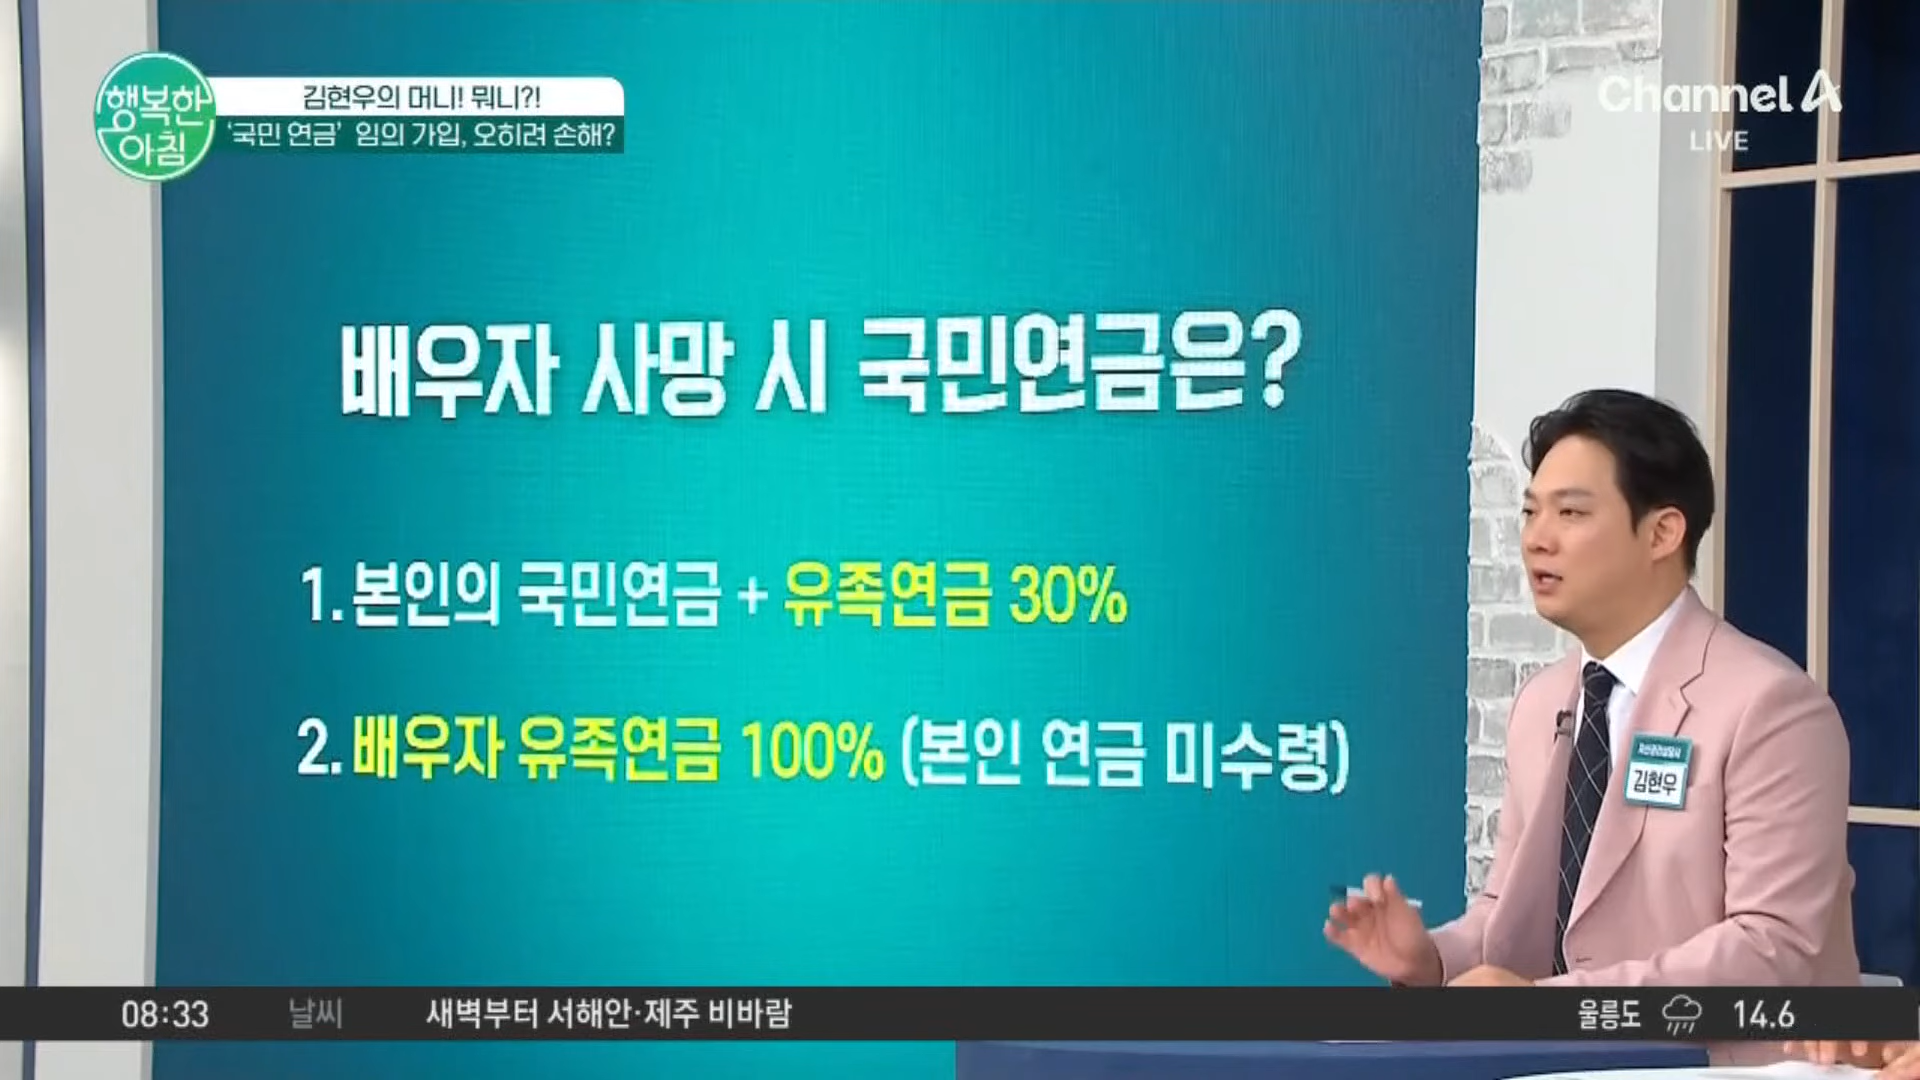 행복한
아침
김현우의 머니! 뭐니?!
‘국민 연금’ 임의 가입, 오히려 손해?
Channel A
LIVE
배우자 사망 시 국민연금은?
1. 본인의 국민연금 + 유족연금 30%
2. 배우자 유족연금 100% (본인 연금 미수령)
김현우
08:33 날씨 새벽부터 서해안·제주 비바람 울릉도 14.6